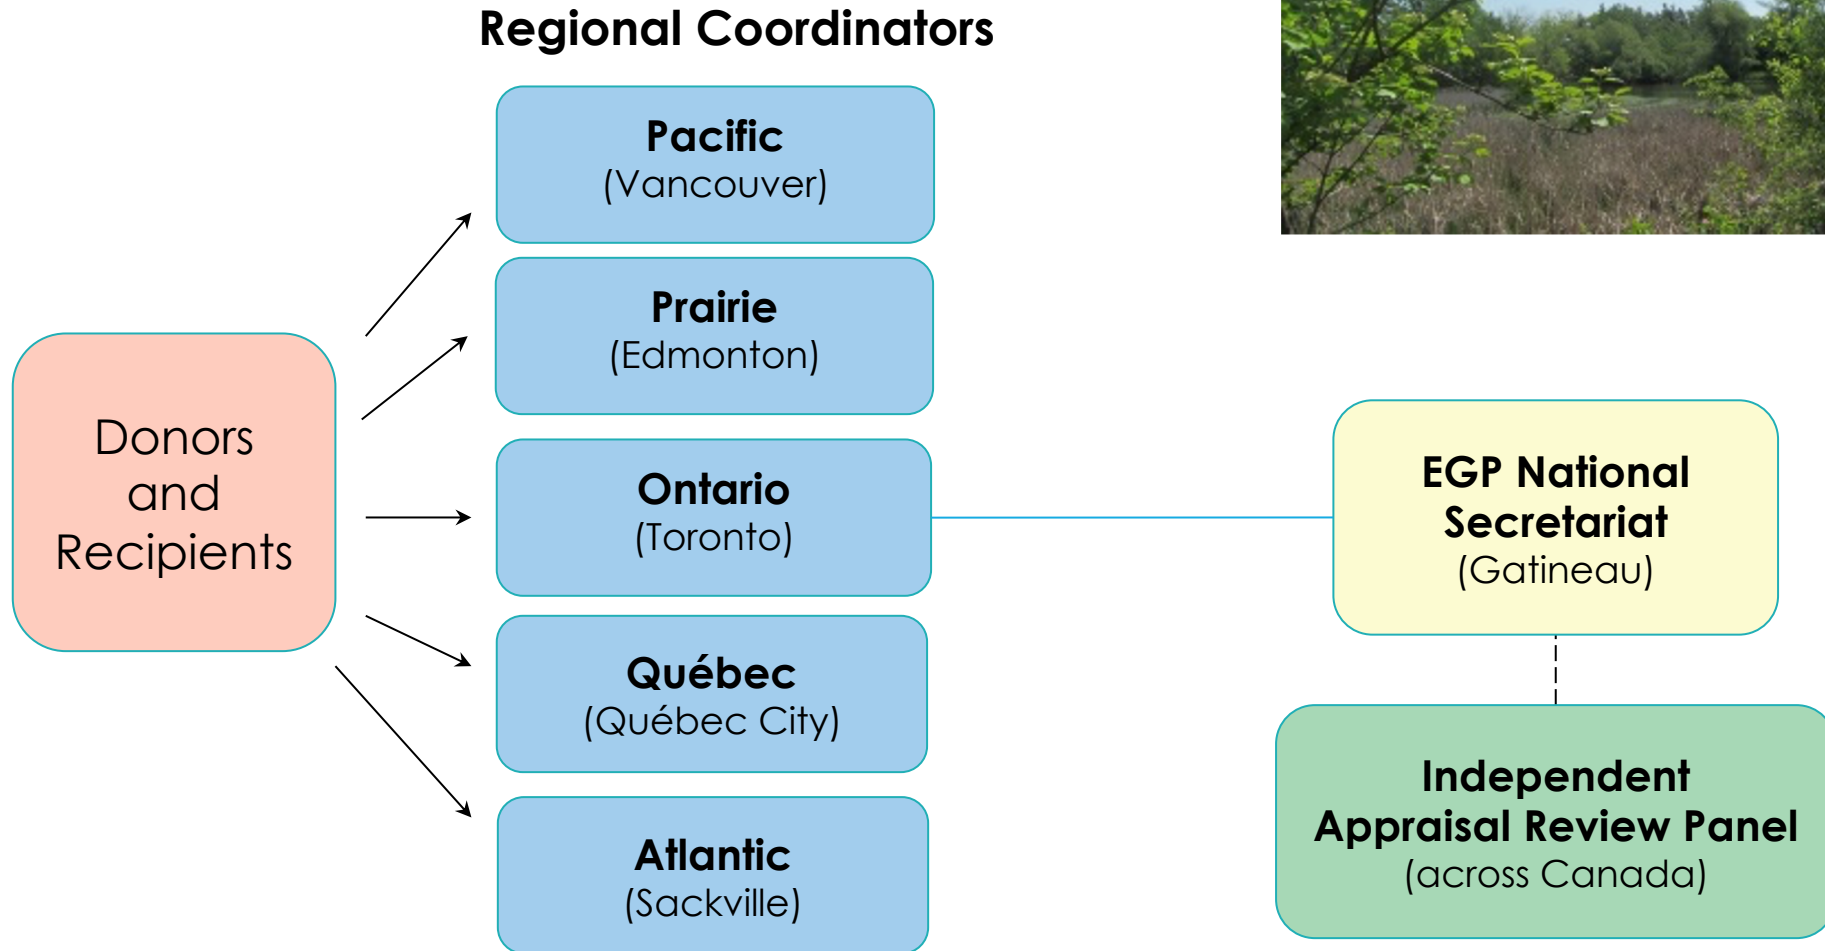 Regional Coordinators
Pacific
(Vancouver)
Prairie
(Edmonton)
Donors
and
Recipients
Ontario
(Toronto)
EGP National
Secretariat
(Gatineau)
Québec
(Québec City)
Independent
Appraisal Review Panel
(across Canada)
Atlantic
(Sackville)